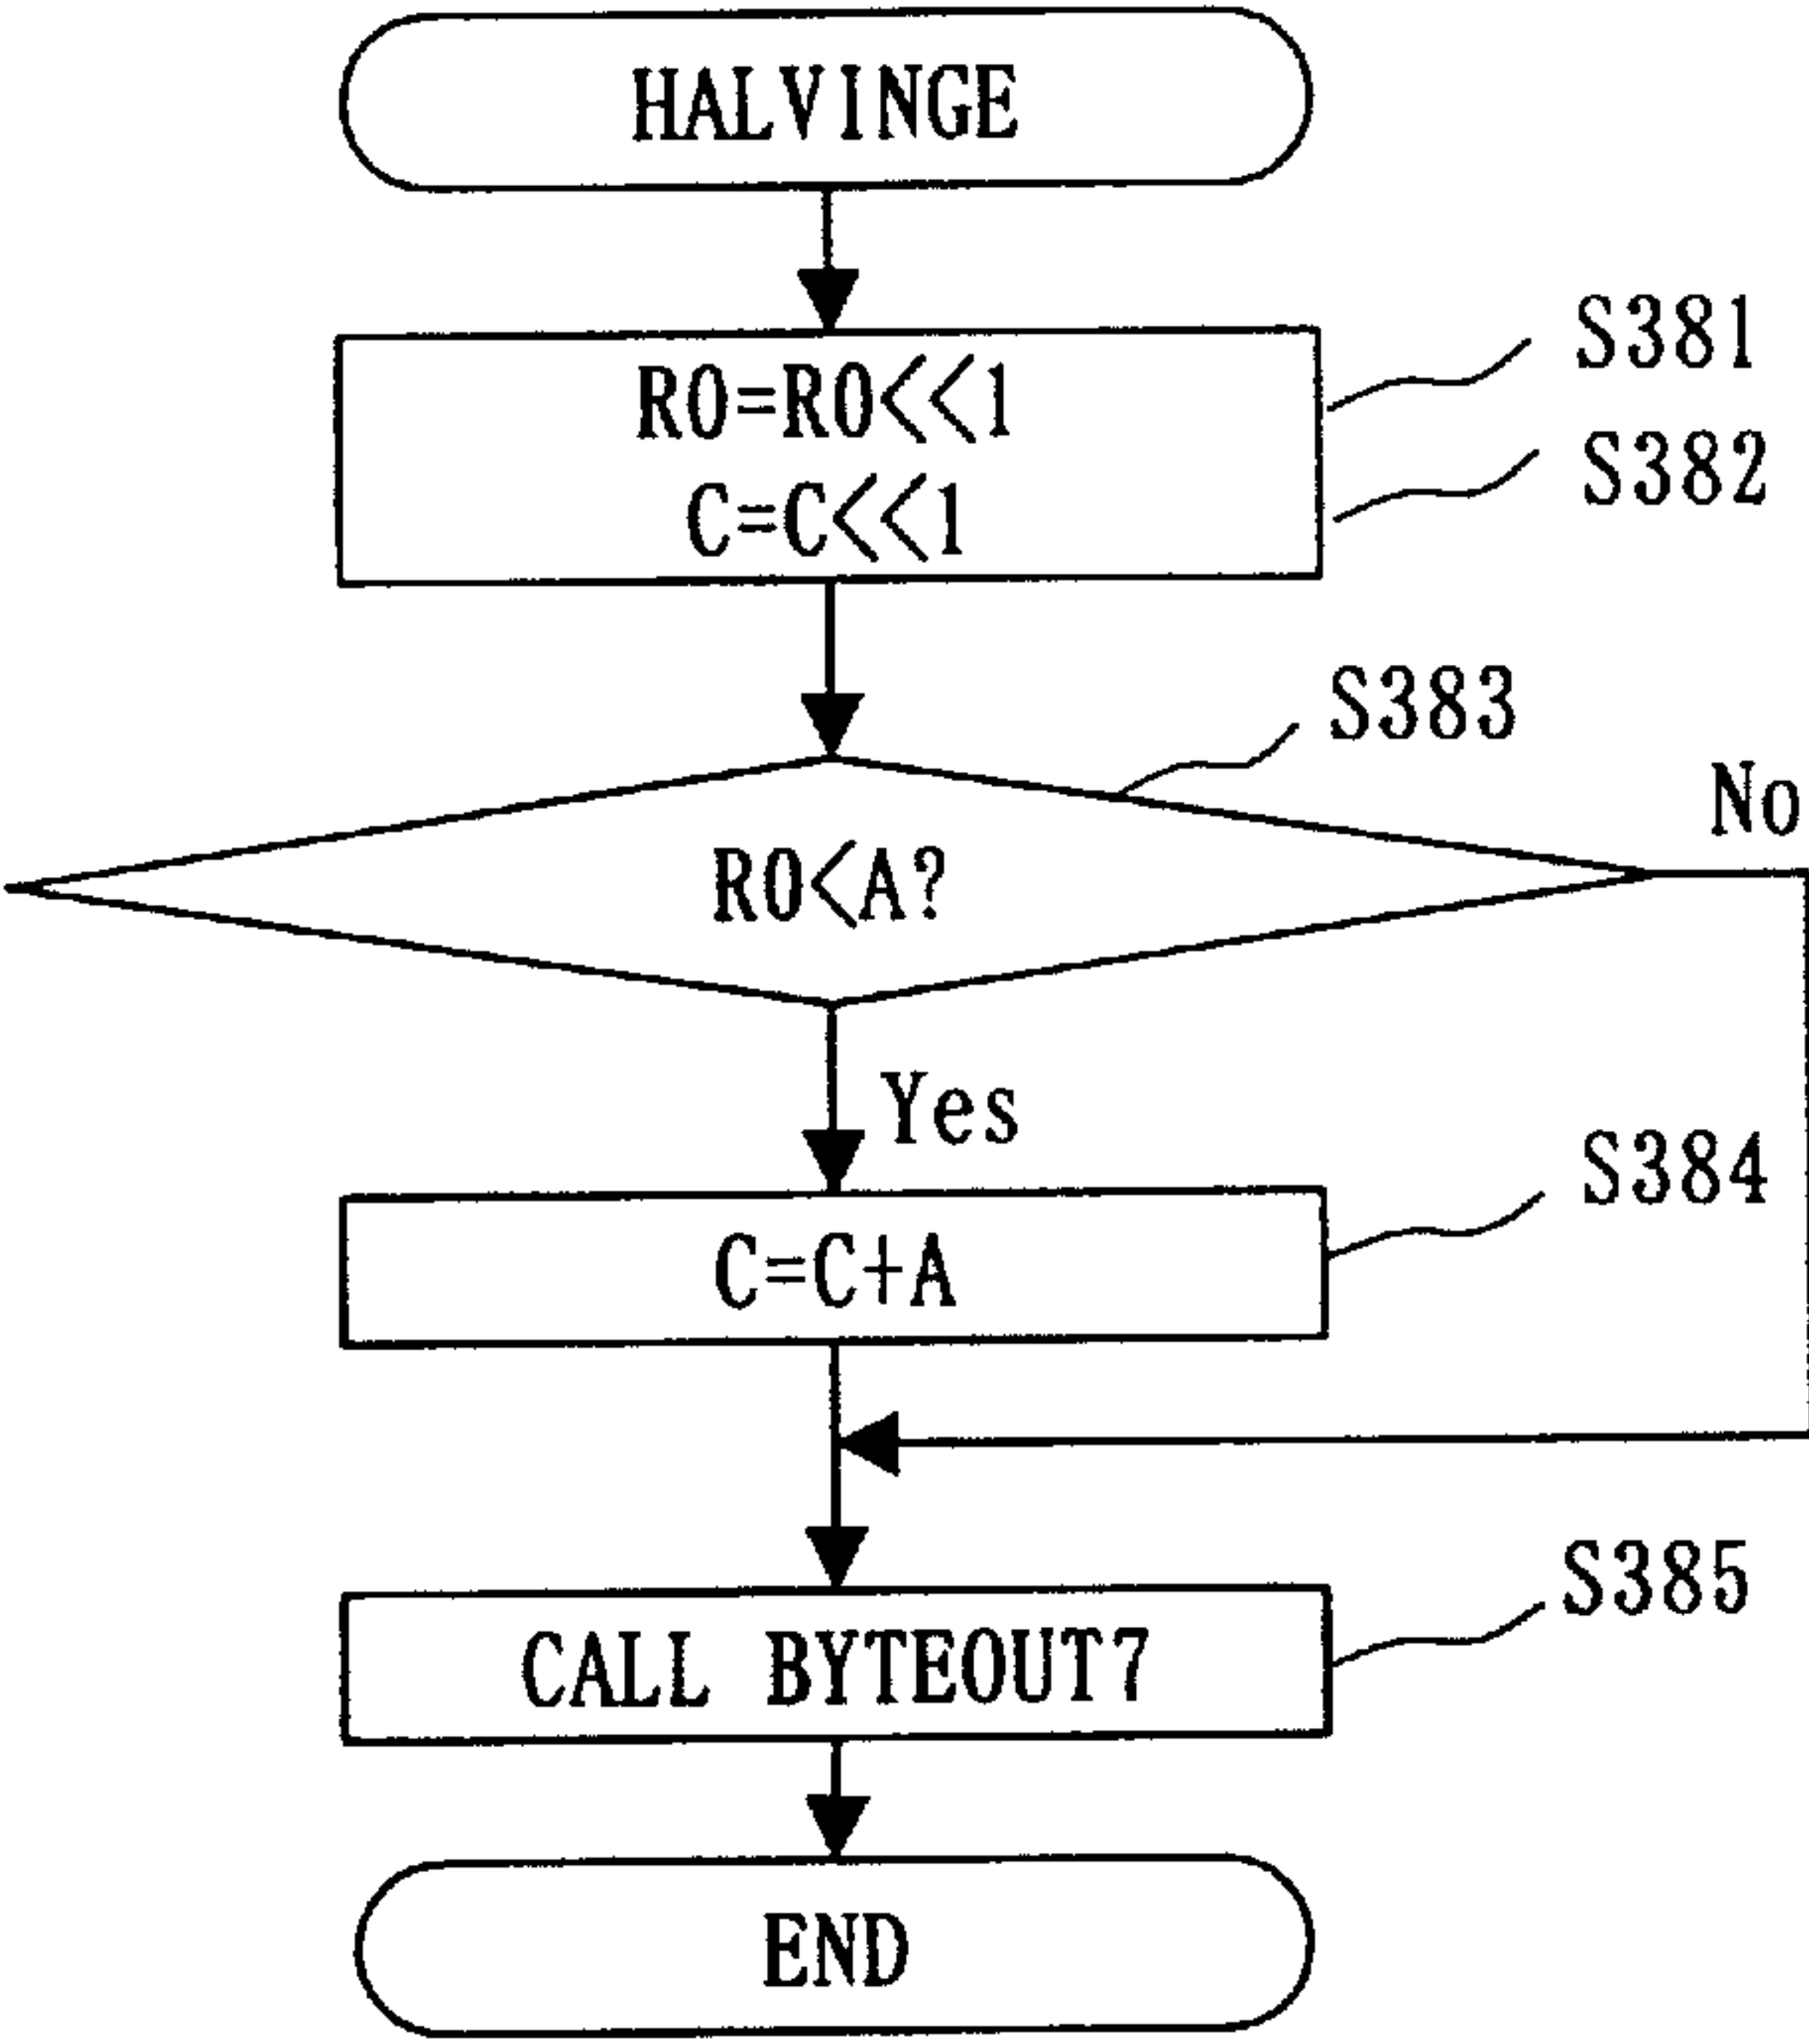 HALVINGE
R0=R0<<1
S381
C=C<<1
S382
S383
No
R0<A?
Yes
S384
C=C+A
S385
CALL BYTEOUT7
END